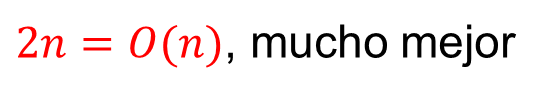 2n = O(n), mucho mejor